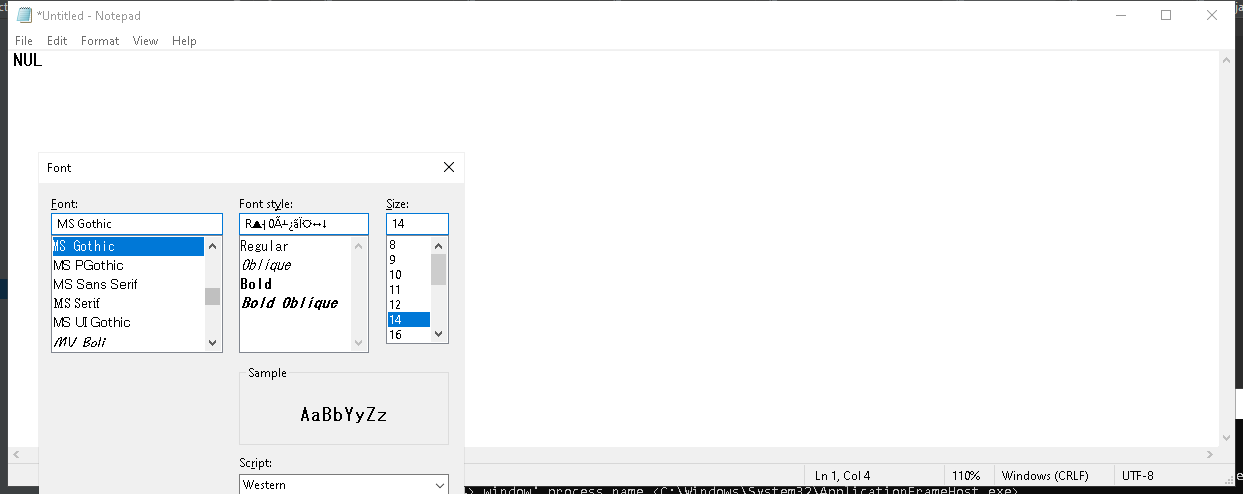 *Untitled - Notepad
File Edit Format View Help
NUL
Font
Font: Font style: Size:
MS Gothic 14
MS Gothic Regular 8
MS PGothic Oblique 9
MS Sans Serif Bold 10
MS Serif Bold Oblique 11
MS UI Gothic 12
MV Boli 14
16
Sample
AaBbYyZz
Script:
Western
Ln 1, Col 4 110% Windows (CRLF) UTF-8
window" process name <C:\Windows\System32\ApplicationFrameHost.exe>